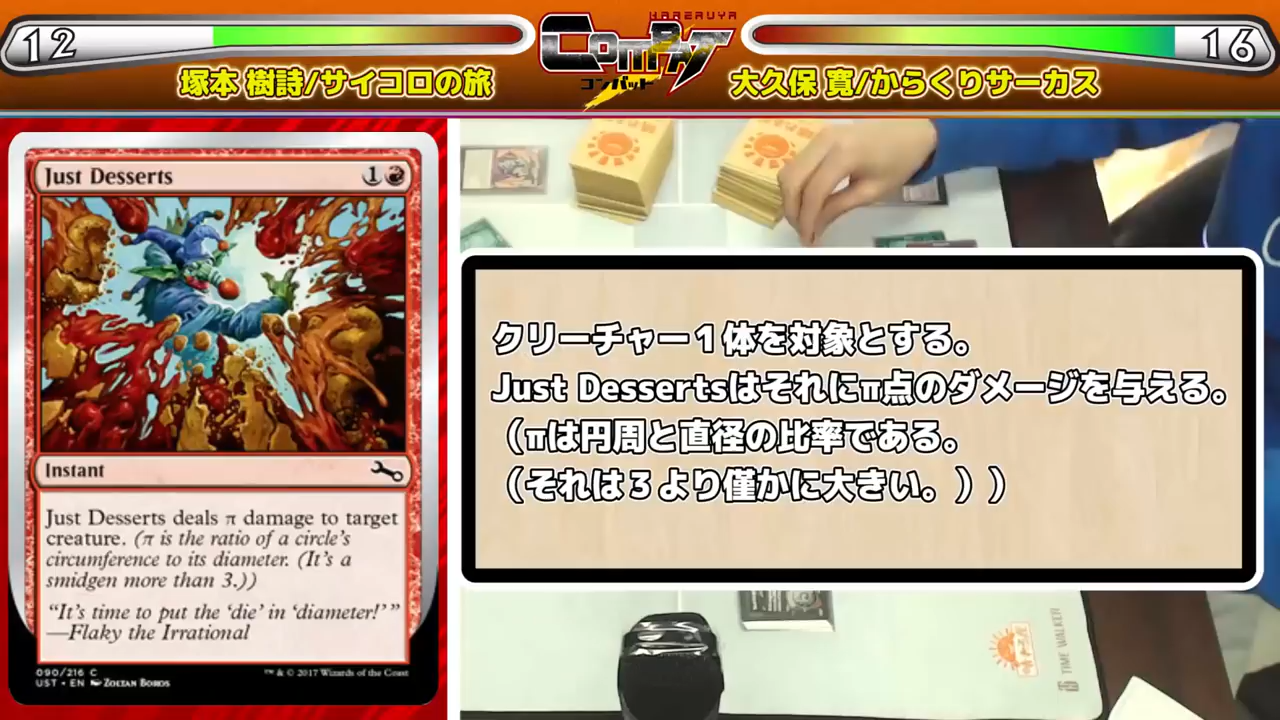 12
HARERUYA
COMBAT
コンバット
16
塚本 樹詩/サイコロの旅
大久保 寛/からくりサーカス
Just Desserts
1
Instant
Just Desserts deals π damage to target
creature. (π is the ratio of a circle's
circumference to its diameter. (It's a
smidgen more than 3.))
“It's time to put the ‘die’ in ‘diameter!’”
—Flaky the Irrational
090/216 C
UST • EN Zoltan Boros
™ & © 2017 Wizards of the Coast
クリーチャー１体を対象とする。
Just Dessertsはそれにπ点のダメージを与える。
（πは円周と直径の比率である。
（それは３より僅かに大きい。））
TIME WALKER